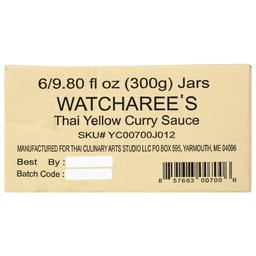 6/9.80 fl oz (300g) Jars
WATCHAREE'S
Thai Yellow Curry Sauce
SKU# YC00700J012
MANUFACTURED FOR THAI CULINARY ARTS STUDIO LLC PO BOX 595, YARMOUTH, ME 04096
Best By :
Batch Code :
8 57683 00700 6